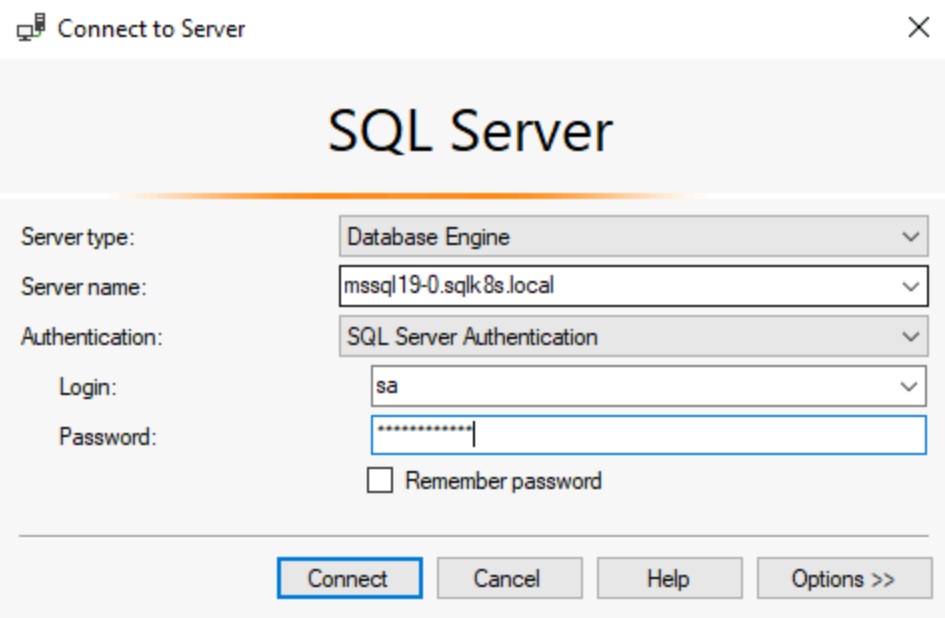 Connect to Server
SQL Server
Server type: Database Engine
Server name: mssql19-0.sqlk8s.local
Authentication: SQL Server Authentication
Login: sa
Password: ************
Remember password
Connect Cancel Help Options >>